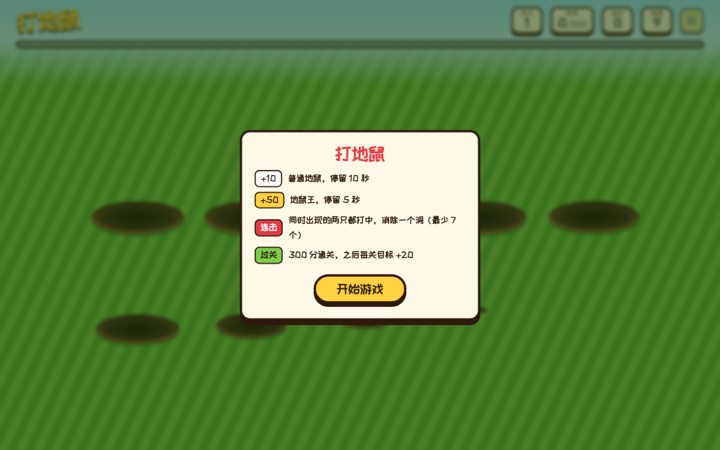 打地鼠
1
0
打地鼠
+10 普通地鼠，停留 10 秒
+50 地鼠王，停留 5 秒
连击 同时出现的两只都打中，消除一个洞（最少 7
个）
过关 300 分通关，之后每关目标 +20
开始游戏